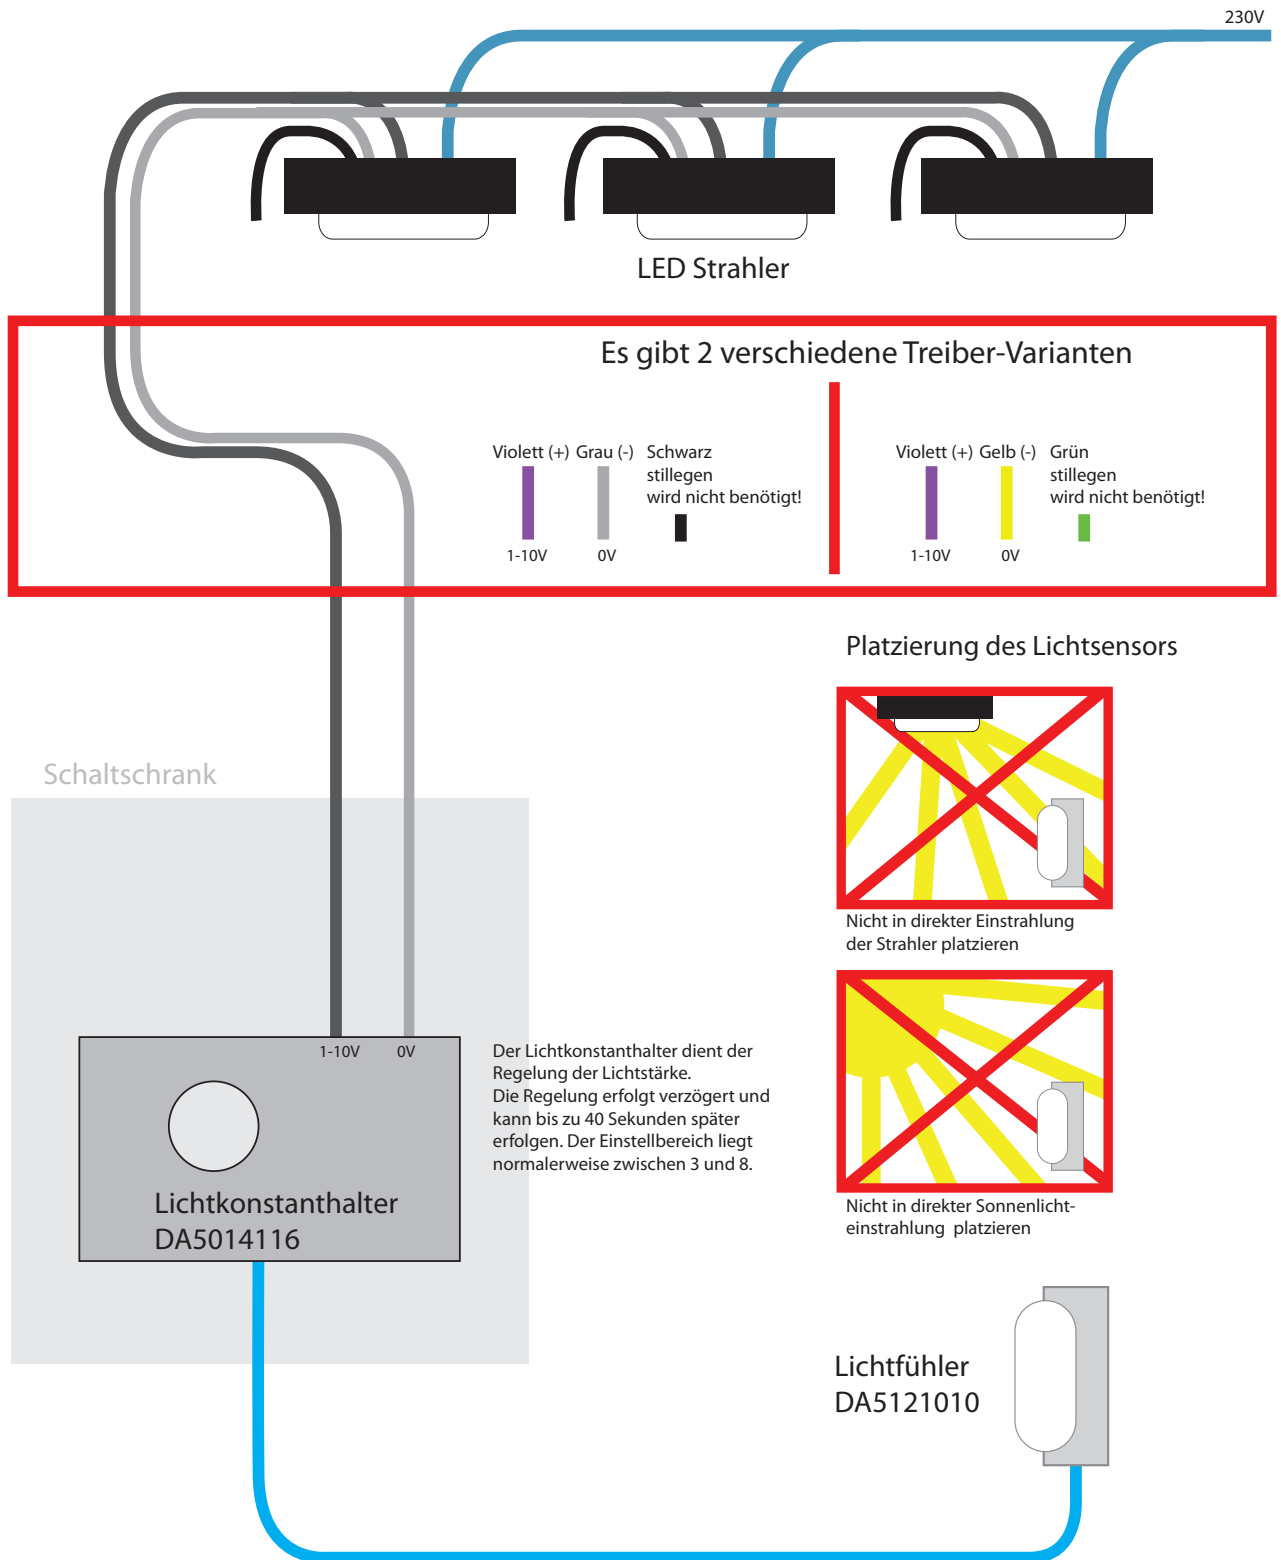 230V
LED Strahler
Es gibt 2 verschiedene Treiber-Varianten
Violett (+) Grau (-) Schwarz
stillegen
wird nicht benötigt!
1-10V 0V
Violett (+) Gelb (-) Grün
stillegen
wird nicht benötigt!
1-10V 0V
Platzierung des Lichtsensors
Nicht in direkter Einstrahlung
der Strahler platzieren
Nicht in direkter Sonnenlicht-
einstrahlung platzieren
Schaltschrank
1-10V 0V
Lichtkonstanthalter
DA5014116
Der Lichtkonstanthalter dient der
Regelung der Lichtstärke.
Die Regelung erfolgt verzögert und
kann bis zu 40 Sekunden später
erfolgen. Der Einstellbereich liegt
normalerweise zwischen 3 und 8.
Lichtfühler
DA5121010